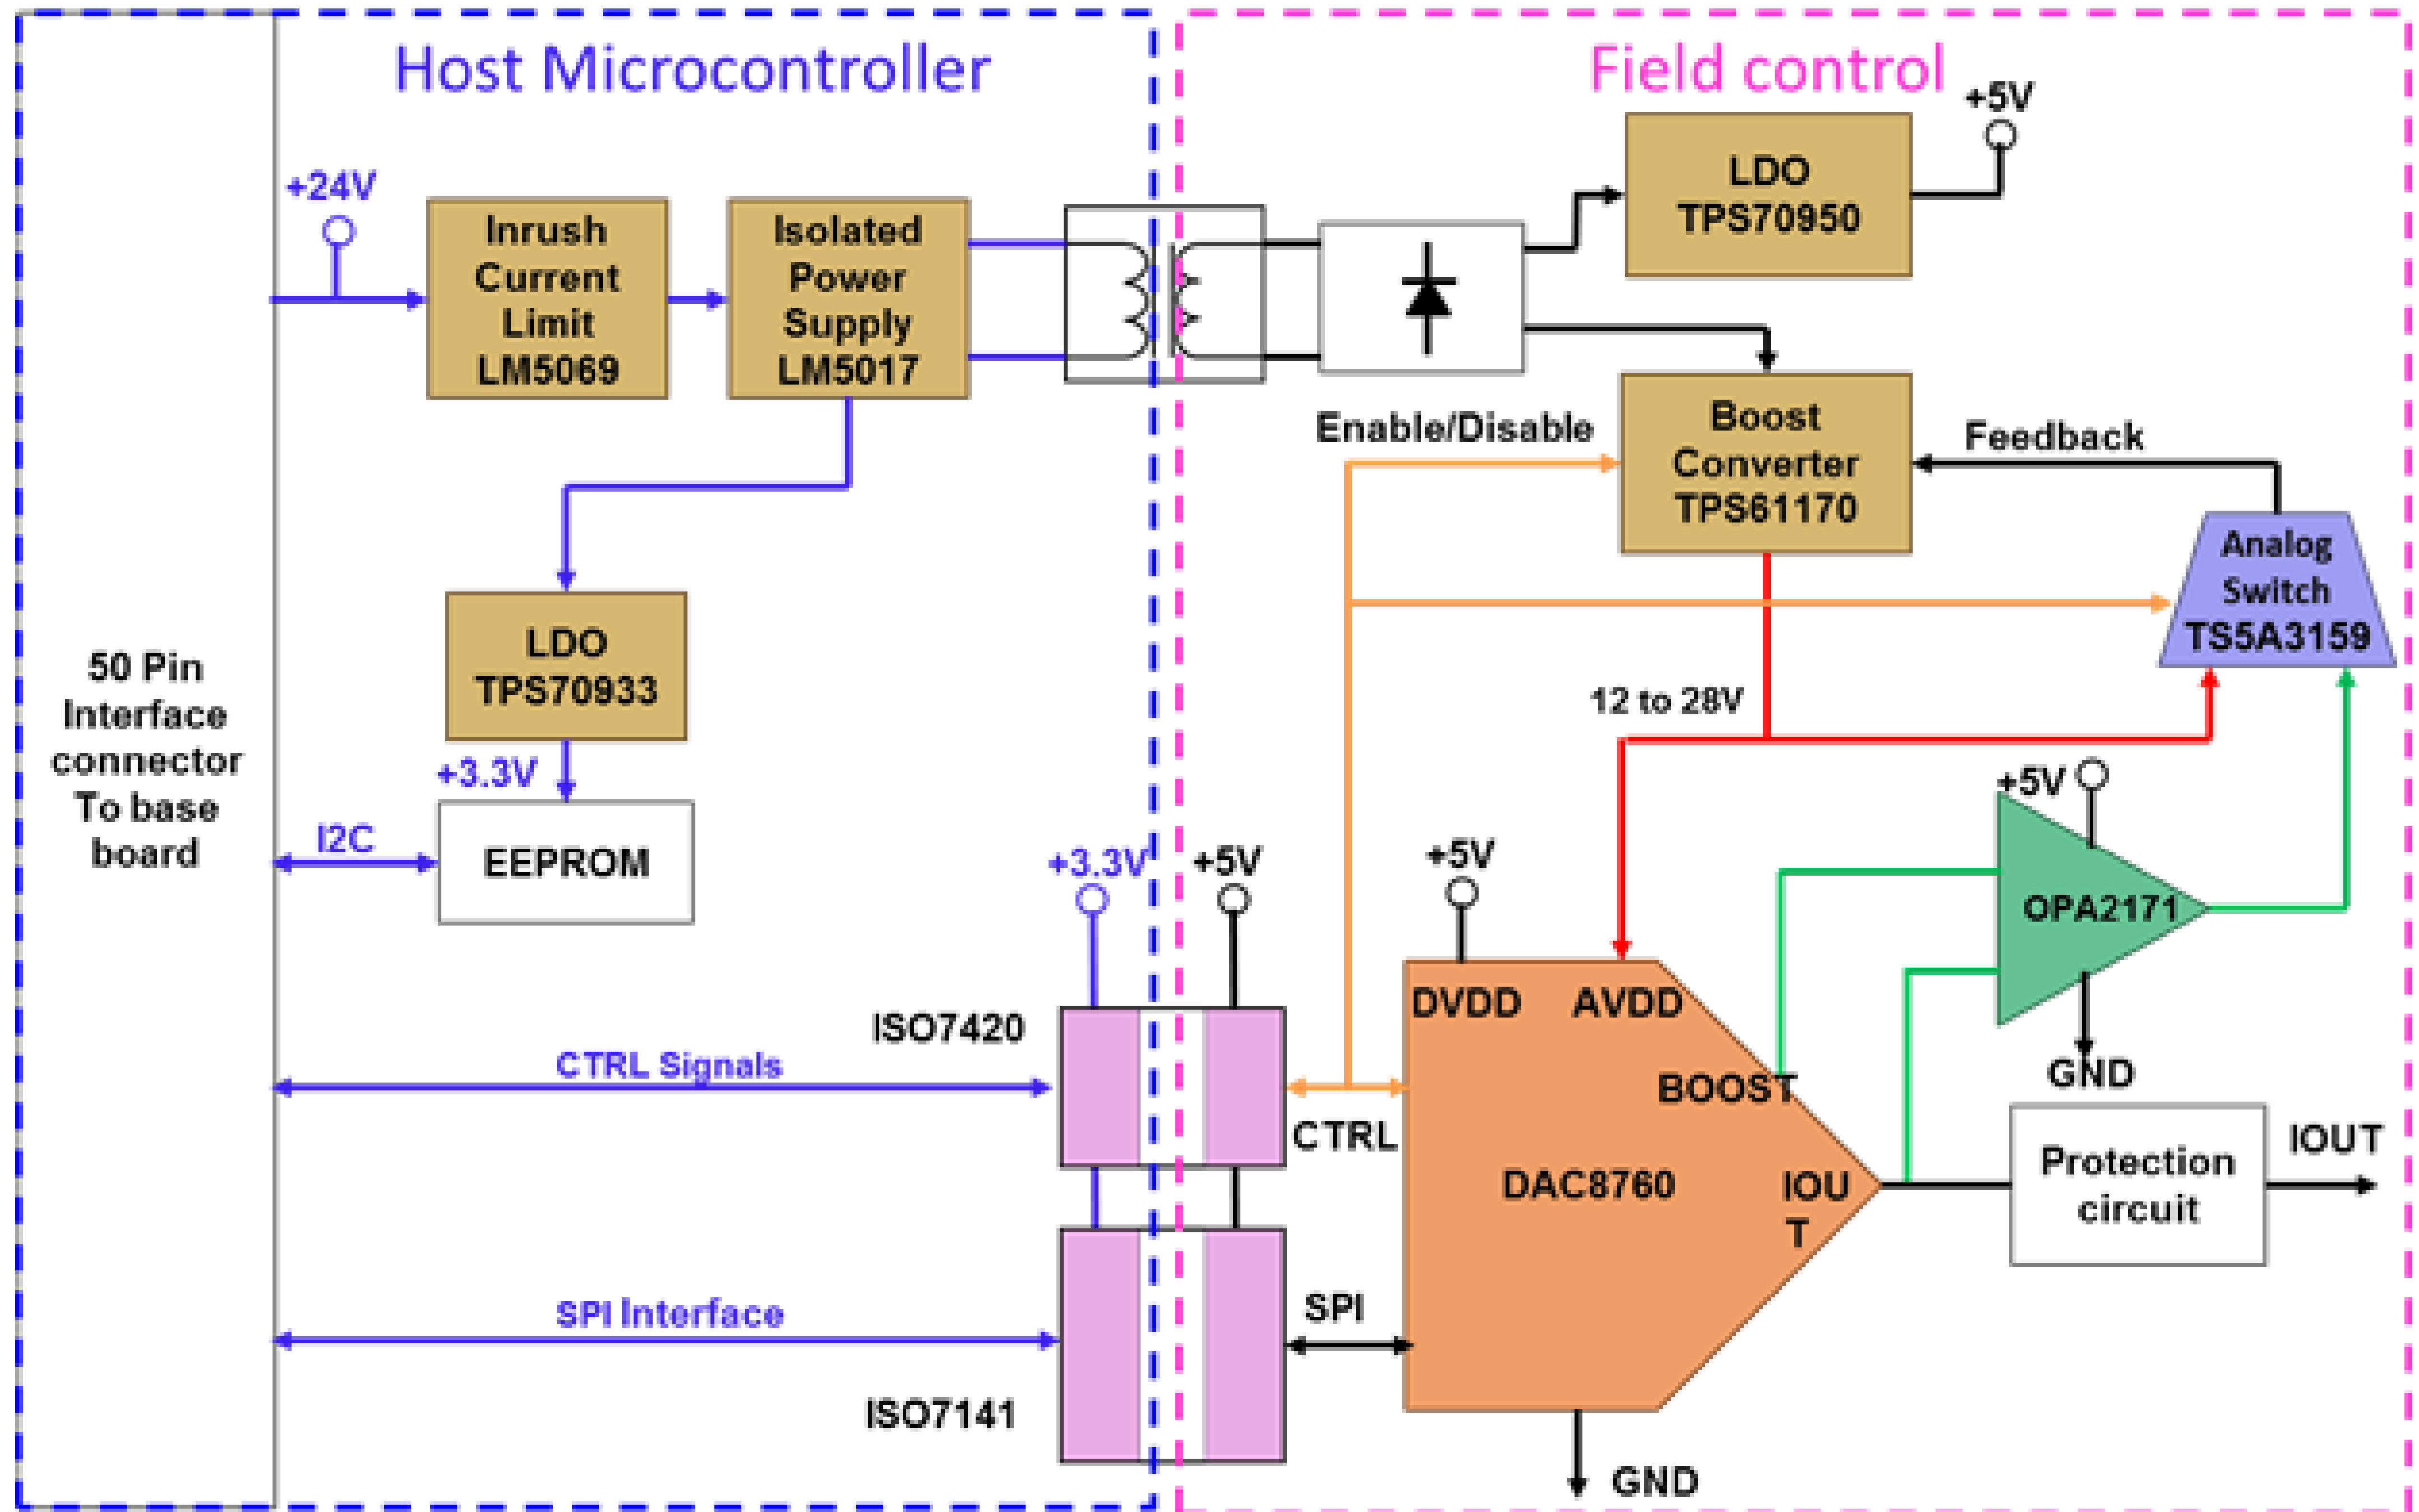 Host Microcontroller
Field control
+5V
LDO
TPS70950
+24V
Inrush
Current
Limit
LM5069
Isolated
Power
Supply
LM5017
Enable/Disable
Boost
Converter
TPS61170
Feedback
Analog
Switch
TS5A3159
LDO
TPS70933
50 Pin
Interface
connector
To base
board
12 to 28V
+3.3V
+5V
I2C
EEPROM
+3.3V
+5V
+5V
OPA2171
GND
DVDD
AVDD
ISO7420
CTRL Signals
BOOST
CTRL
DAC8760
IOU
T
Protection
circuit
IOUT
SPI Interface
SPI
ISO7141
GND